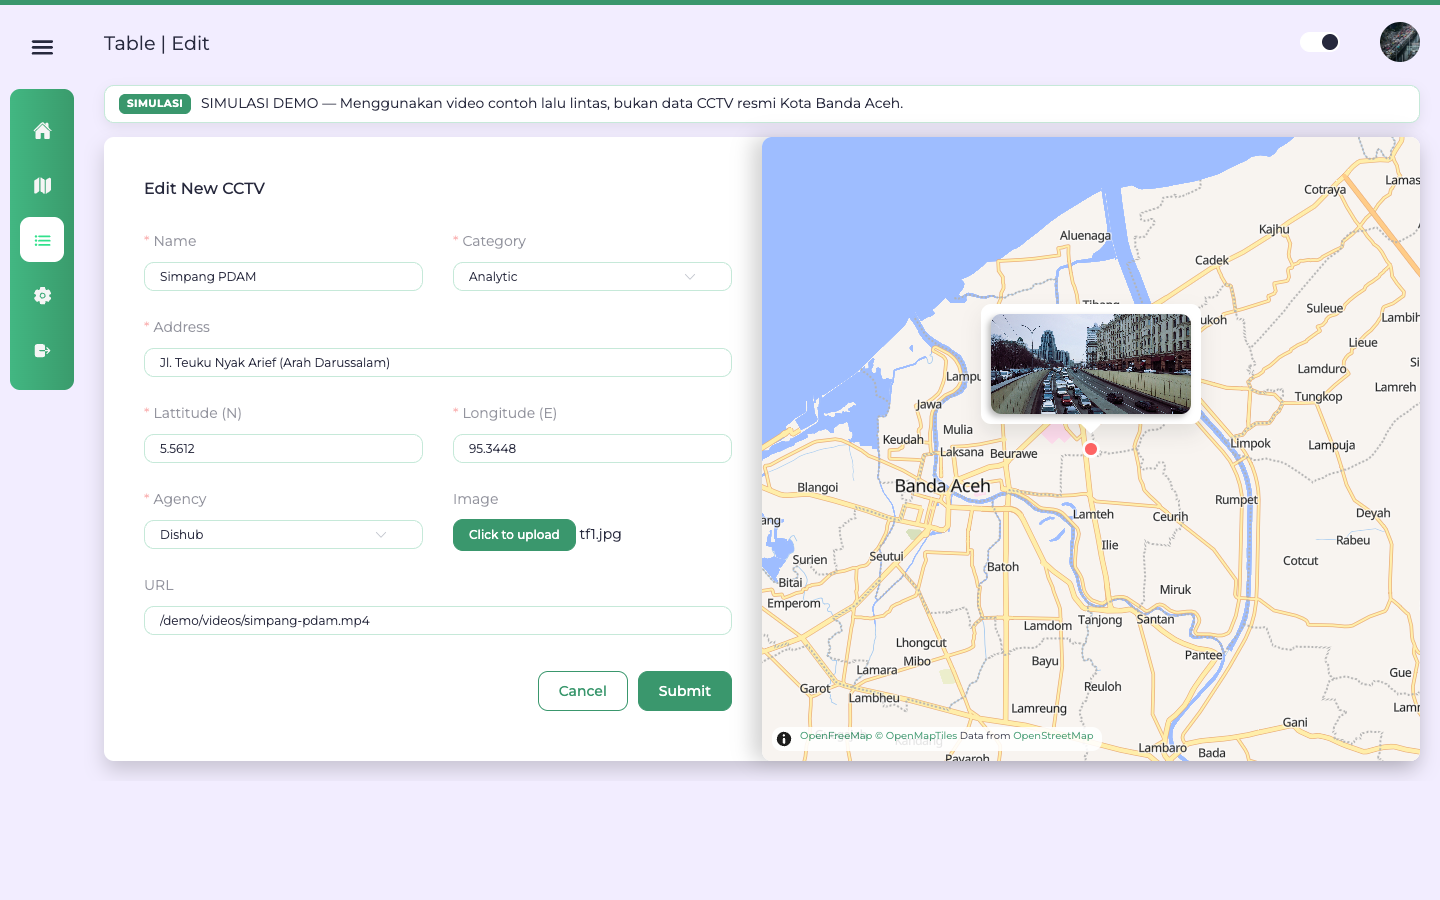 Table | Edit
SIMULASI SIMULASI DEMO — Menggunakan video contoh lalu lintas, bukan data CCTV resmi Kota Banda Aceh.
Edit New CCTV
* Name
* Category
Simpang PDAM
Analytic
* Address
Jl. Teuku Nyak Arief (Arah Darussalam)
* Lattitude (N)
* Longitude (E)
5.5612
95.3448
* Agency
Image
Dishub
Click to upload tf1.jpg
URL
/demo/videos/simpang-pdam.mp4
Cancel
Submit
Cotraya
Lamas
Aluenaga
Kajhu
Cadek
Tibang
Suleue
ukoh
Lambih
Lieue
Si
Lampu
Lamduro
Lamreh
Tungkop
Jawa
Mulia
Keudah
Limpok
Lampuja
Laksana
Beurawe
Blangoi
Banda Aceh
Rumpet
ang
Lamteh
Ceurih
Deyah
Rabeu
Ilie
Surien
Seutui
Cotcut
Batoh
Bitai
Miruk
Emperom
Lamdom
Tanjong
Santan
Lhongcut
Pantee
Mibo
Bayu
Lamara
Gue
Garot
Reuloh
Lambheu
Lamreung
Lamr
Gani
OpenFreeMap © OpenMapTiles Data from OpenStreetMap
Lambaro
Bada
Payaroh